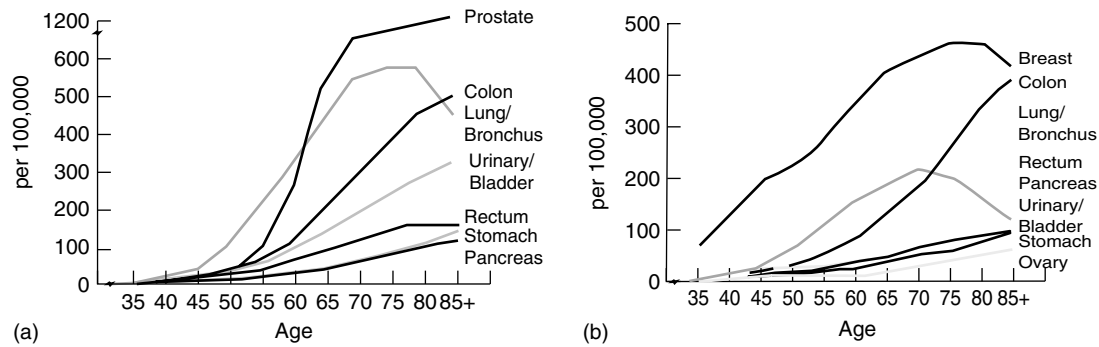 1200
600
500
400
300
200
100
0
per 100,000
Prostate
Colon
Lung/
Bronchus
Urinary/
Bladder
Rectum
Stomach
Pancreas
35 40 45 50 55 60 65 70 75 80 85+
Age
(a)
500
400
300
200
100
0
per 100,000
Breast
Colon
Lung/
Bronchus
Rectum
Pancreas
Urinary/
Bladder
Stomach
Ovary
35 40 45 50 55 60 65 70 75 80 85+
Age
(b)